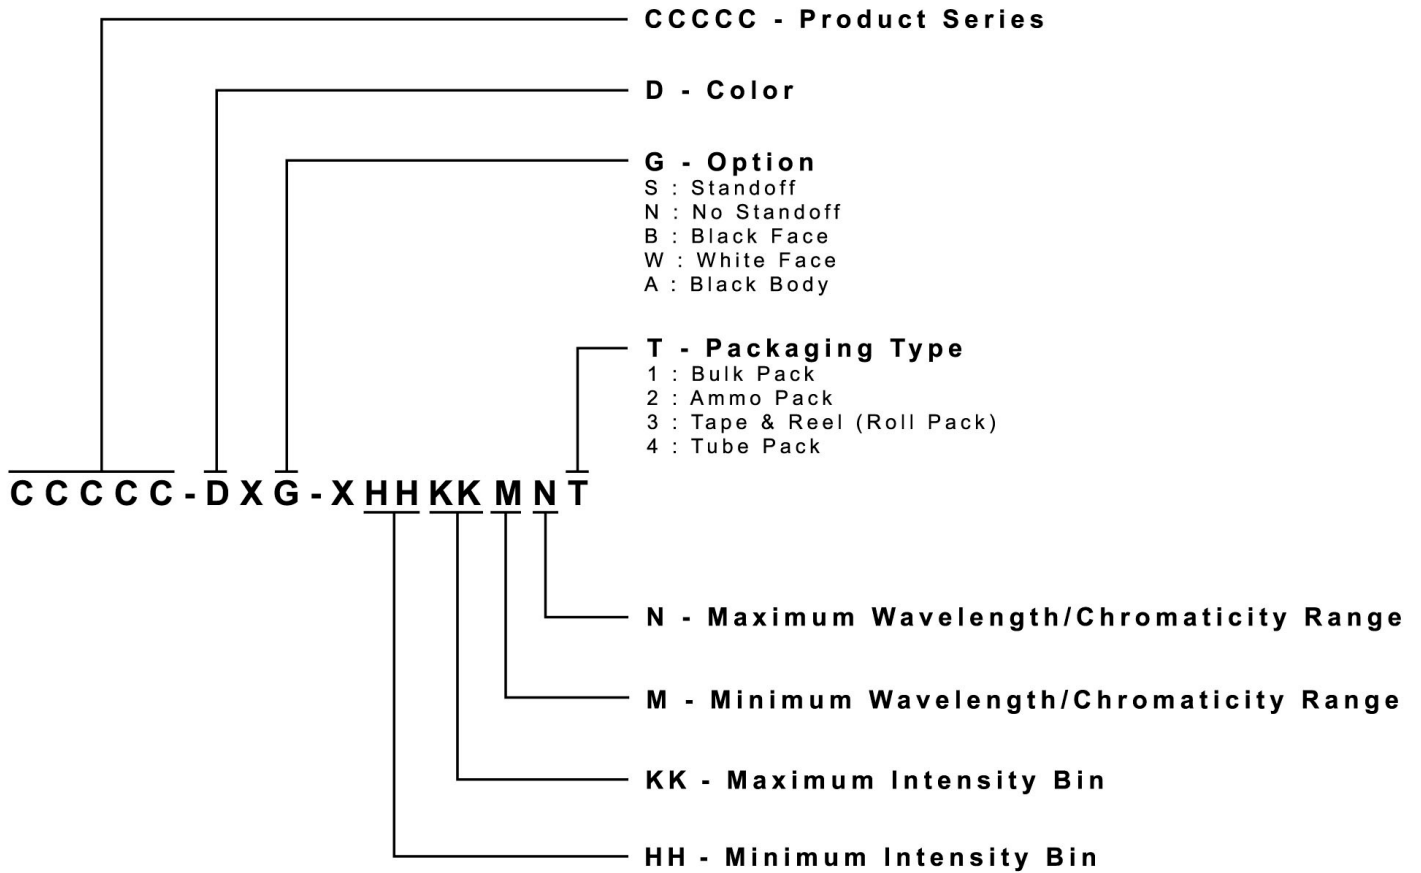 CCCCC - Product Series
D - Color
G - Option
S : Standoff
N : No Standoff
B : Black Face
W : White Face
A : Black Body
T - Packaging Type
1 : Bulk Pack
2 : Ammo Pack
3 : Tape & Reel (Roll Pack)
4 : Tube Pack
CCCCC-DXG-XHHKKMNT
N - Maximum Wavelength/Chromaticity Range
M - Minimum Wavelength/Chromaticity Range
KK - Maximum Intensity Bin
HH - Minimum Intensity Bin